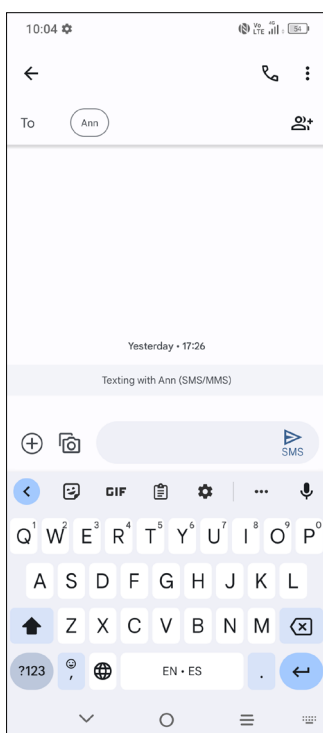 10:04 Vo LTE 4G 54
To Ann
Yesterday • 17:26
Texting with Ann (SMS/MMS)
SMS
GIF
Q1 W2 E3 R4 T5 Y6 U7 I8 O9 P0
A S D F G H J K L
Z X C V B N M
?123 , EN • ES .